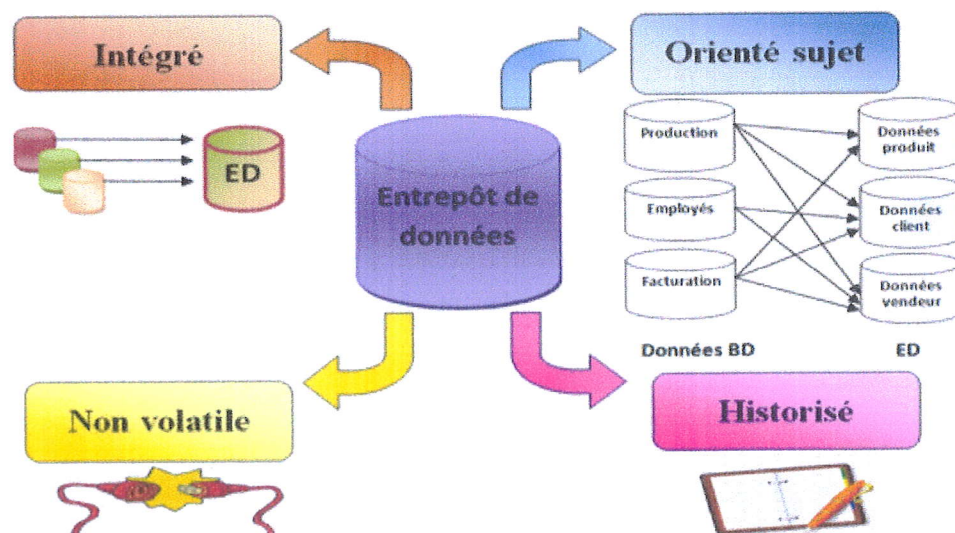 Intégré
Orienté sujet
ED
Production
Employés
Facturation
Données
produit
Données
client
Données
vendeur
Données BD
ED
Entrepôt de
données
Non volatile
Historisé